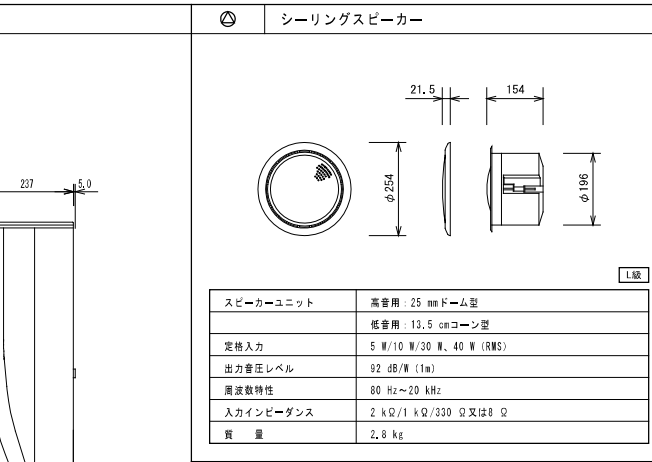 シーリングスピーカー
21.5
154
237
5.0
φ254
φ196
L級
スピーカーユニット 高音用：25 mmドーム型
低音用：13.5 cmコーン型
定格入力 5 W/10 W/30 W、40 W (RMS)
出力音圧レベル 92 dB/W (1m)
周波数特性 80 Hz～20 kHz
入力インピーダンス 2 kΩ/1 kΩ/330 Ω又は8 Ω
質 量 2.8 kg